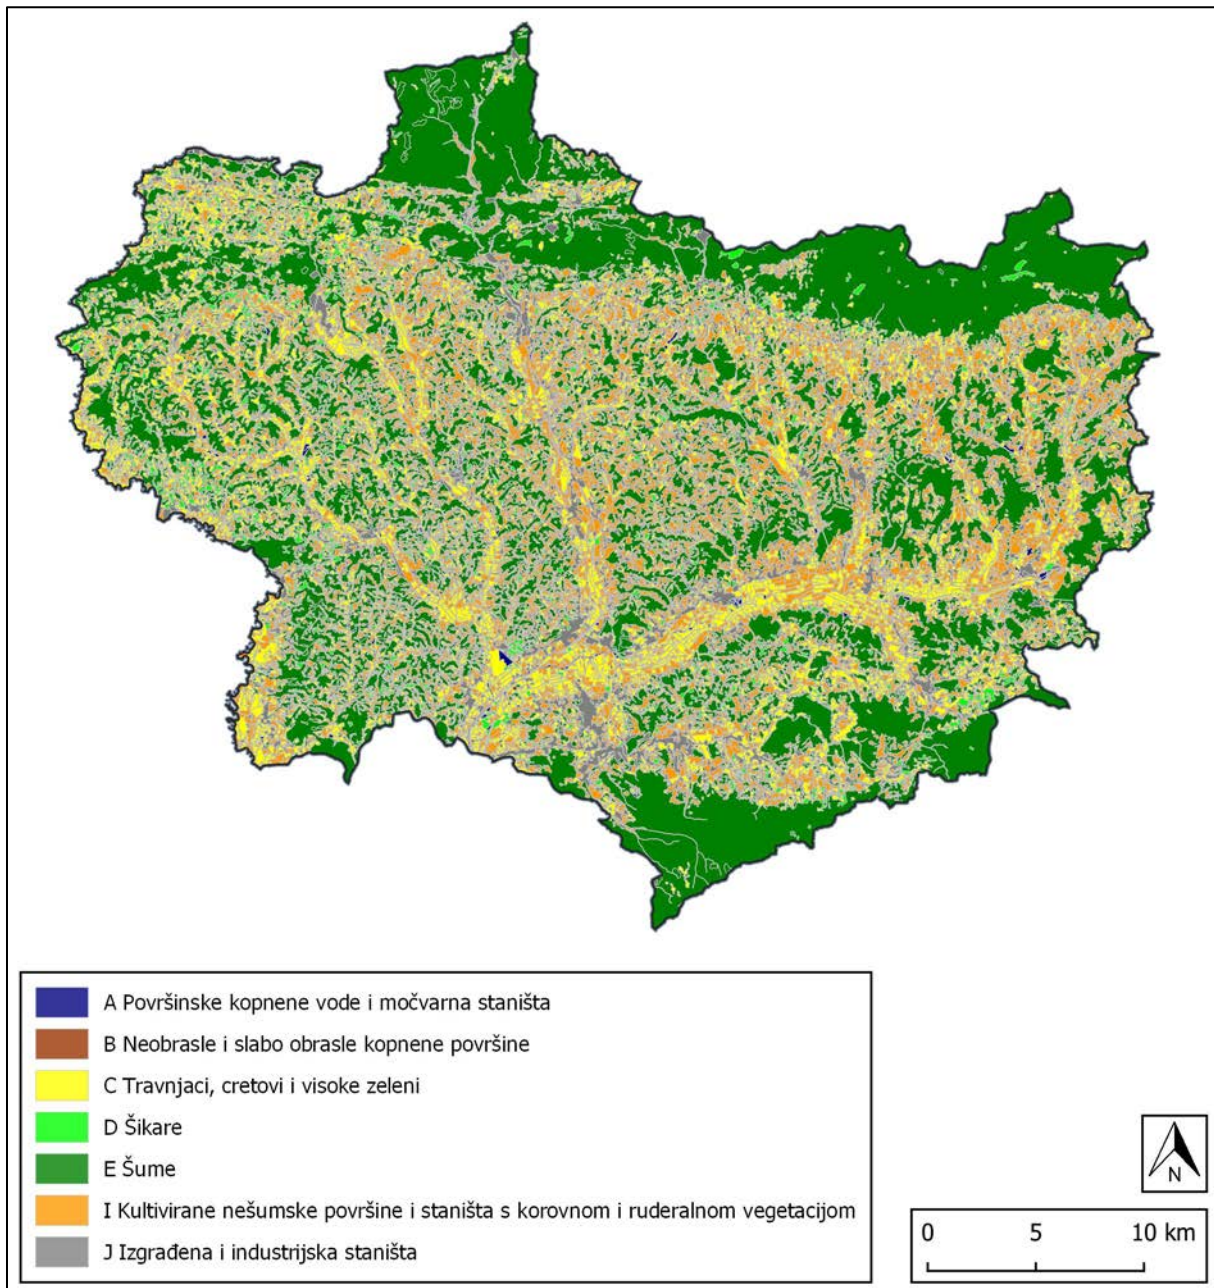 A Površinske kopnene vode i močvarna staništa
B Neobrasle i slabo obrasle kopnene površine
C Travnjaci, cretovi i visoke zeleni
D Šikare
E Šume
I Kultivirane nešumske površine i staništa s korovnom i ruderalnom vegetacijom
J Izgrađena i industrijska staništa
N
0 5 10 km